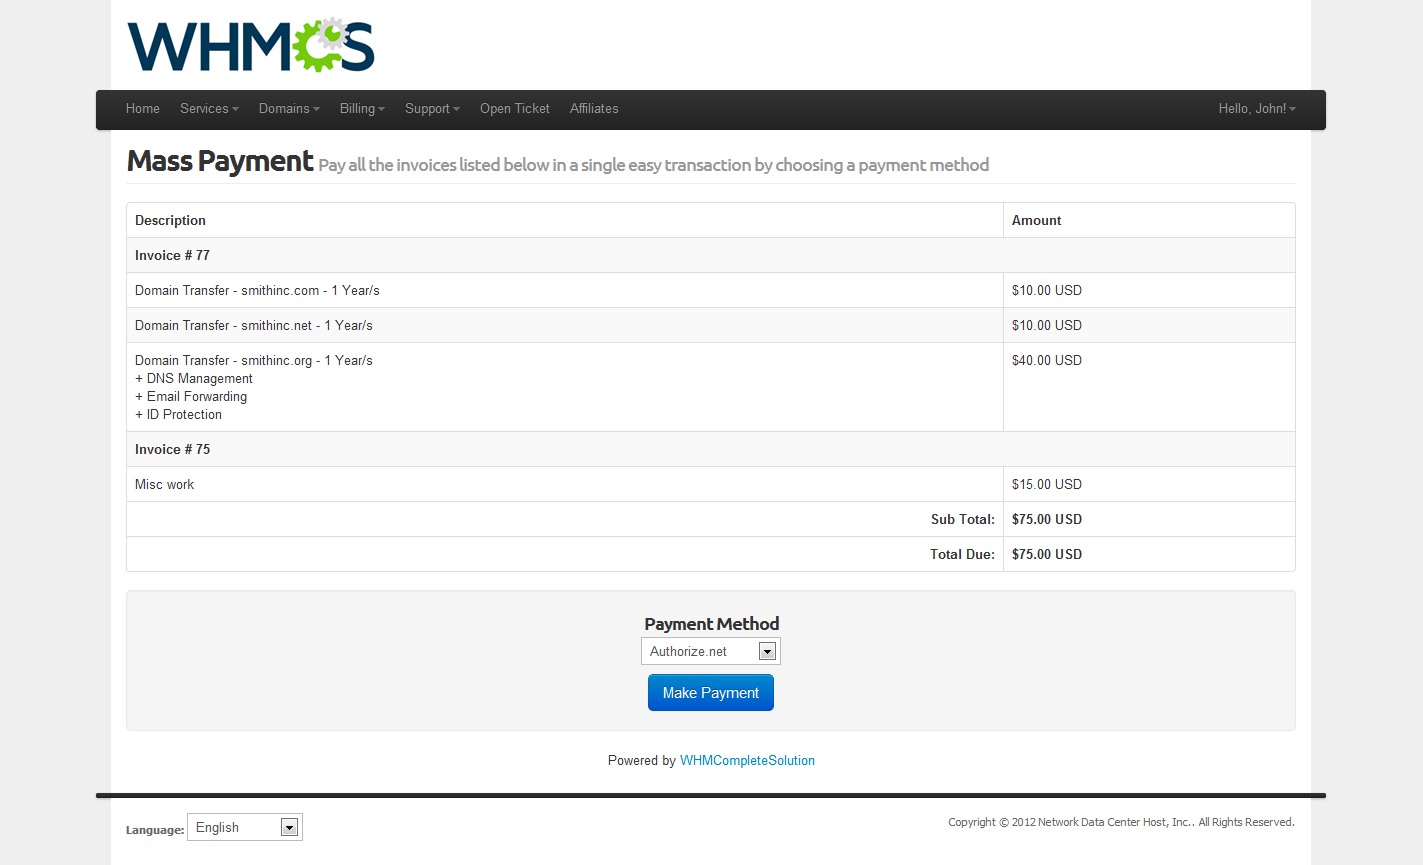 WHMCS
Home Services Domains Billing Support Open Ticket Affiliates Hello, John!
Mass Payment Pay all the invoices listed below in a single easy transaction by choosing a payment method
Description Amount
Invoice # 77
Domain Transfer - smithinc.com - 1 Year/s $10.00 USD
Domain Transfer - smithinc.net - 1 Year/s $10.00 USD
Domain Transfer - smithinc.org - 1 Year/s $40.00 USD
+ DNS Management
+ Email Forwarding
+ ID Protection
Invoice # 75
Misc work $15.00 USD
Sub Total: $75.00 USD
Total Due: $75.00 USD
Payment Method
Authorize.net
Make Payment
Powered by WHMCompleteSolution
Language: English Copyright © 2012 Network Data Center Host, Inc.. All Rights Reserved.